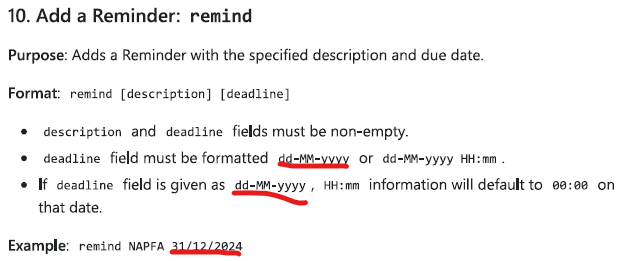 10. Add a Reminder: remind
Purpose: Adds a Reminder with the specified description and due date.
Format: remind [description] [deadline]
• description and deadline fields must be non-empty.
• deadline field must be formatted dd-MM-yyyy or dd-MM-yyyy HH:mm .
• If deadline field is given as dd-MM-yyyy , HH:mm information will default to 00:00 on
that date.
Example: remind NAPFA 31/12/2024